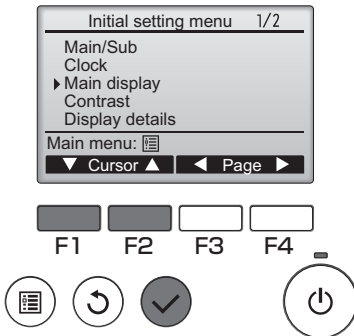 Initial setting menu 1/2
Main/Sub
Clock
Main display
Contrast
Display details
Main menu:
▼ Cursor ▲ ◀ Page ▶
F1 F2 F3 F4